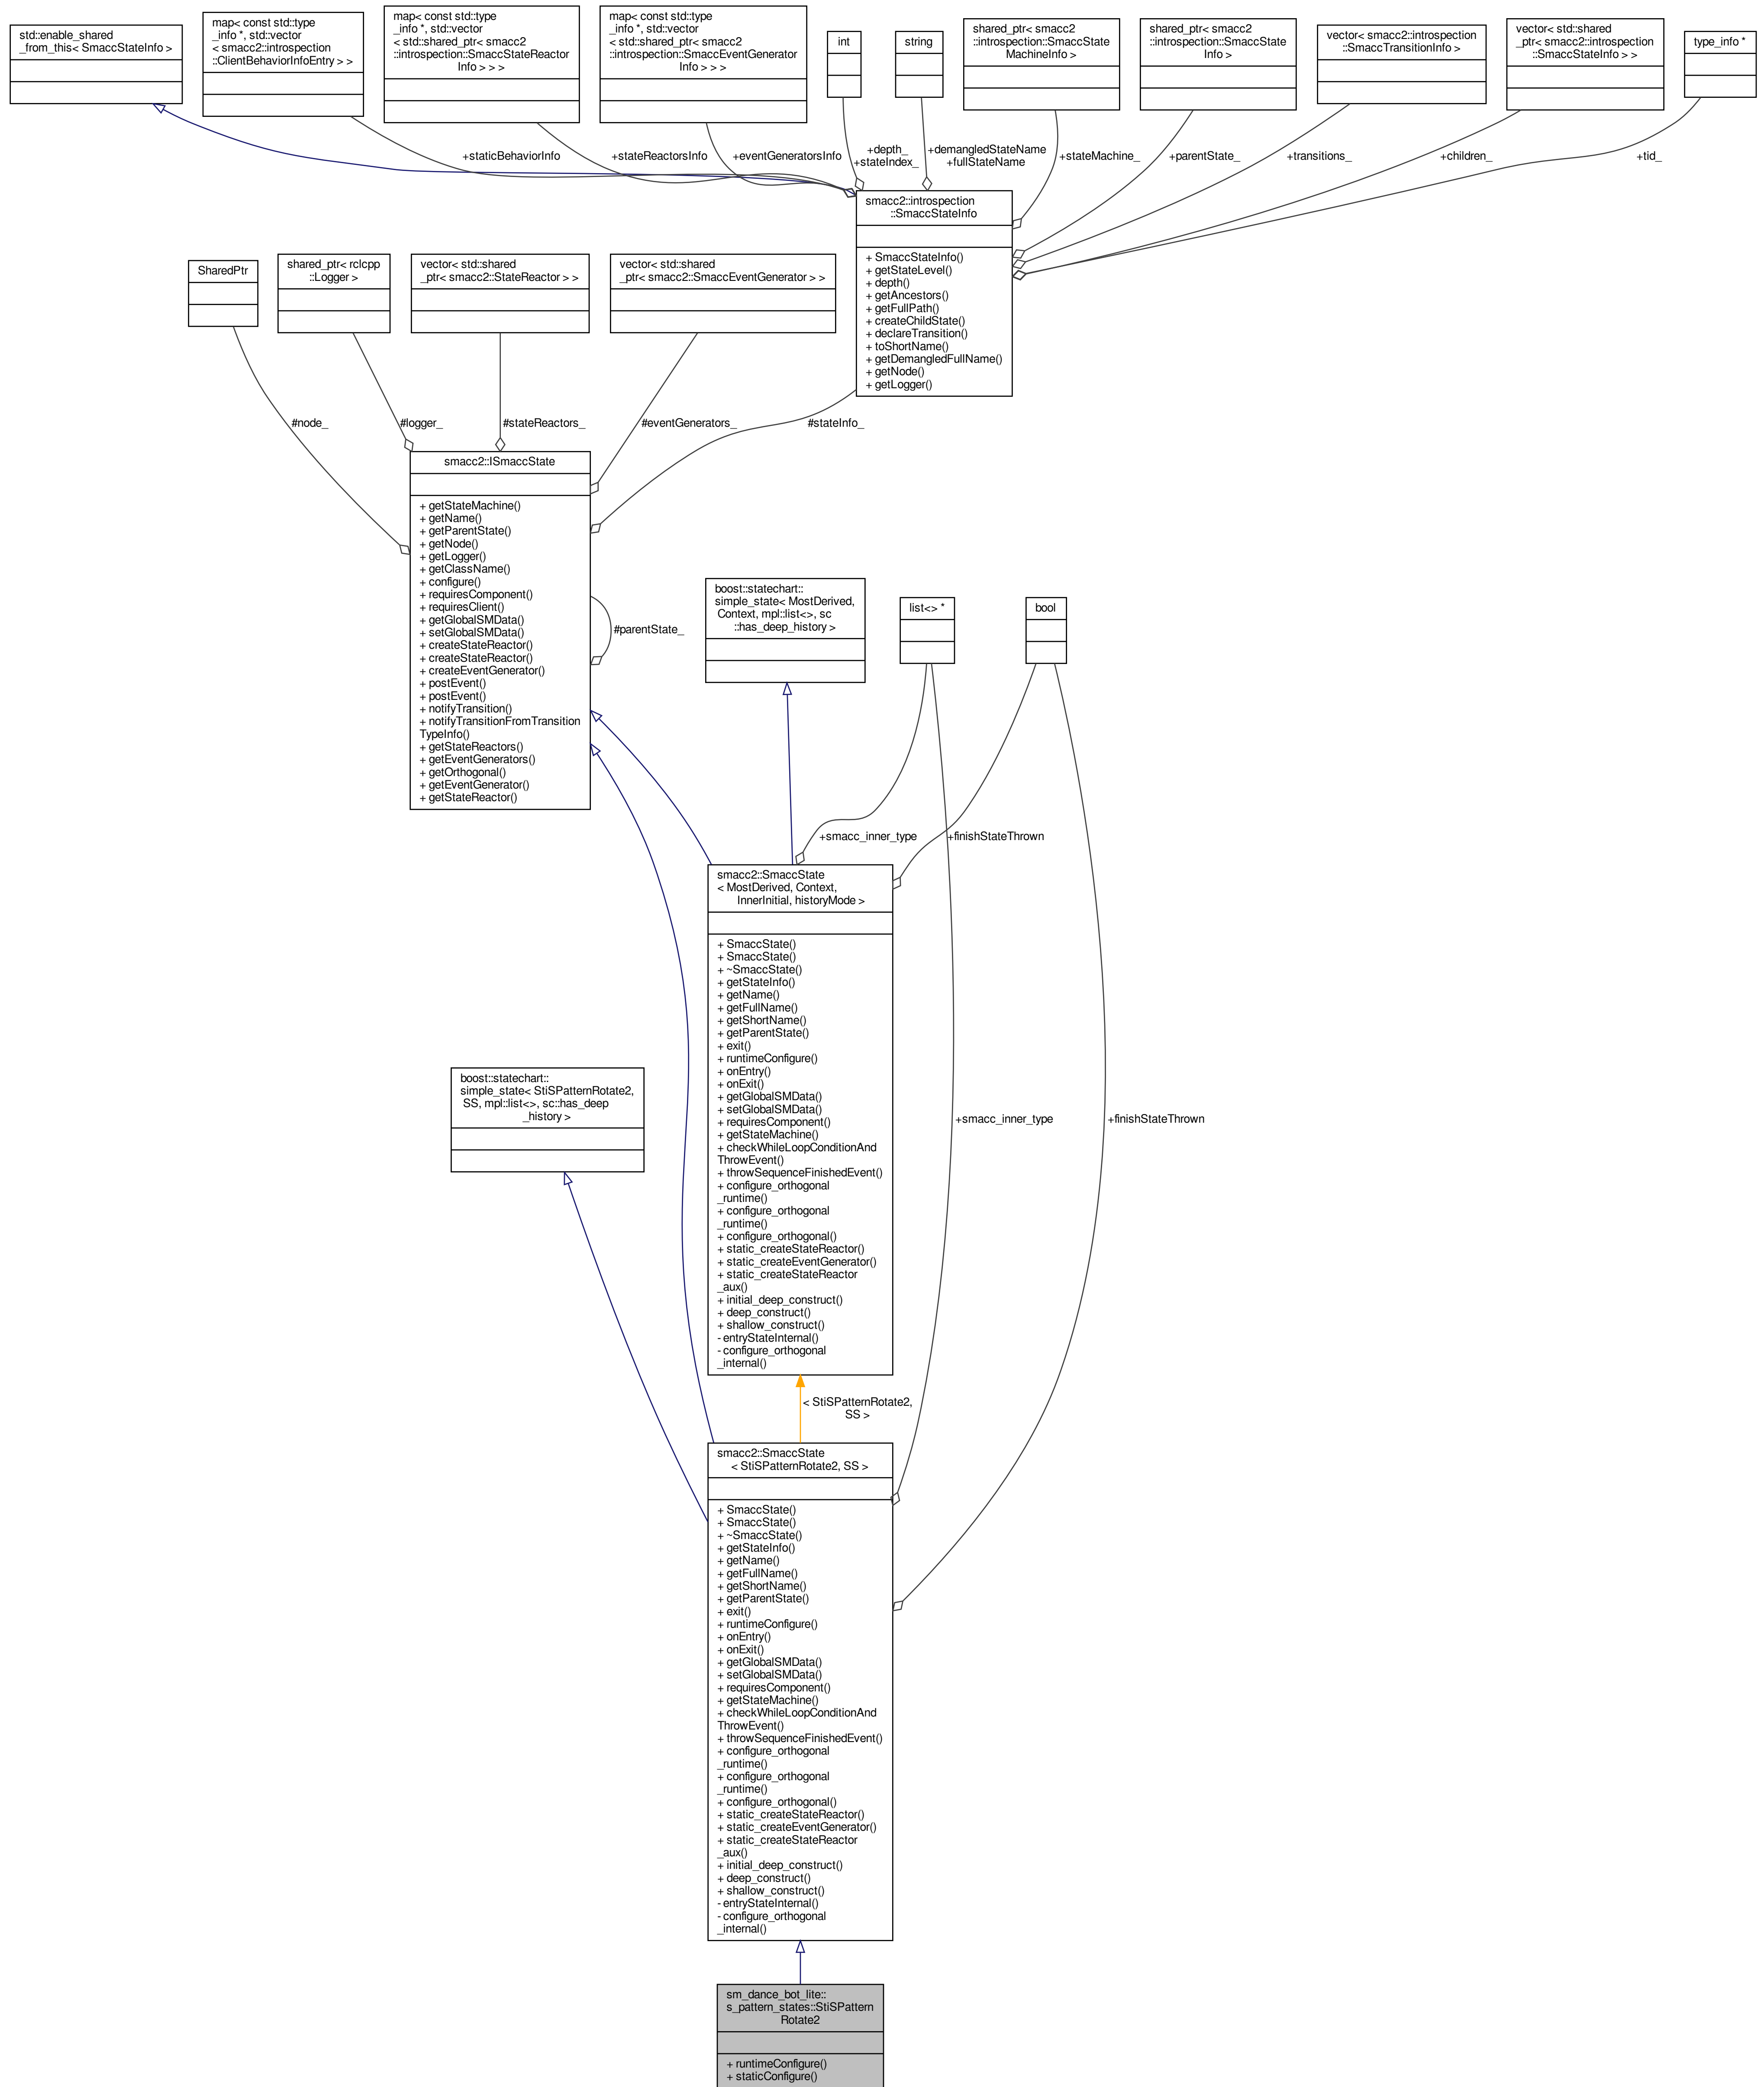 std::enable_shared
_from_this< SmaccStateInfo >
map< const std::type
_info *, std::vector
< smacc2::introspection
::ClientBehaviorInfoEntry > >
map< const std::type
_info *, std::vector
< std::shared_ptr< smacc2
::introspection::SmaccStateReactor
Info > > >
map< const std::type
_info *, std::vector
< std::shared_ptr< smacc2
::introspection::SmaccEventGenerator
Info > > >
int
string
shared_ptr< smacc2
::introspection::SmaccState
MachineInfo >
shared_ptr< smacc2
::introspection::SmaccState
Info >
vector< smacc2::introspection
::SmaccTransitionInfo >
vector< std::shared
_ptr< smacc2::introspection
::SmaccStateInfo > >
type_info *
+staticBehaviorInfo
+stateReactorsInfo
+eventGeneratorsInfo
+depth_
+stateIndex_
+demangledStateName
+fullStateName
+stateMachine_
+parentState_
+transitions_
+children_
+tid_
smacc2::introspection
::SmaccStateInfo
+ SmaccStateInfo()
+ getStateLevel()
+ depth()
+ getAncestors()
+ getFullPath()
+ createChildState()
+ declareTransition()
+ toShortName()
+ getDemangledFullName()
+ getNode()
+ getLogger()
SharedPtr
shared_ptr< rclcpp
::Logger >
vector< std::shared
_ptr< smacc2::StateReactor > >
vector< std::shared
_ptr< smacc2::SmaccEventGenerator > >
#node_
#logger_
#stateReactors_
#eventGenerators_
#stateInfo_
smacc2::ISmaccState
+ getStateMachine()
+ getName()
+ getParentState()
+ getNode()
+ getLogger()
+ getClassName()
+ configure()
+ requiresComponent()
+ requiresClient()
+ getGlobalSMData()
+ setGlobalSMData()
+ createStateReactor()
+ createStateReactor()
+ createEventGenerator()
+ postEvent()
+ postEvent()
+ notifyTransition()
+ notifyTransitionFromTransition
TypeInfo()
+ getStateReactors()
+ getEventGenerators()
+ getOrthogonal()
+ getEventGenerator()
+ getStateReactor()
#parentState_
boost::statechart::
simple_state< MostDerived,
Context, mpl::list<>, sc
::has_deep_history >
list<> *
bool
+smacc_inner_type
+finishStateThrown
smacc2::SmaccState
< MostDerived, Context,
InnerInitial, historyMode >
+ SmaccState()
+ SmaccState()
+ ~SmaccState()
+ getStateInfo()
+ getName()
+ getFullName()
+ getShortName()
+ getParentState()
+ exit()
+ runtimeConfigure()
+ onEntry()
+ onExit()
+ getGlobalSMData()
+ setGlobalSMData()
+ requiresComponent()
+ getStateMachine()
+ checkWhileLoopConditionAnd
ThrowEvent()
+ throwSequenceFinishedEvent()
+ configure_orthogonal
_runtime()
+ configure_orthogonal
_runtime()
+ configure_orthogonal()
+ static_createStateReactor()
+ static_createEventGenerator()
+ static_createStateReactor
_aux()
+ initial_deep_construct()
+ deep_construct()
+ shallow_construct()
- entryStateInternal()
- configure_orthogonal
_internal()
boost::statechart::
simple_state< StiSPatternRotate2,
SS, mpl::list<>, sc::has_deep
_history >
+smacc_inner_type
+finishStateThrown
< StiSPatternRotate2,
SS >
smacc2::SmaccState
< StiSPatternRotate2, SS >
+ SmaccState()
+ SmaccState()
+ ~SmaccState()
+ getStateInfo()
+ getName()
+ getFullName()
+ getShortName()
+ getParentState()
+ exit()
+ runtimeConfigure()
+ onEntry()
+ onExit()
+ getGlobalSMData()
+ setGlobalSMData()
+ requiresComponent()
+ getStateMachine()
+ checkWhileLoopConditionAnd
ThrowEvent()
+ throwSequenceFinishedEvent()
+ configure_orthogonal
_runtime()
+ configure_orthogonal
_runtime()
+ configure_orthogonal()
+ static_createStateReactor()
+ static_createEventGenerator()
+ static_createStateReactor
_aux()
+ initial_deep_construct()
+ deep_construct()
+ shallow_construct()
- entryStateInternal()
- configure_orthogonal
_internal()
sm_dance_bot_lite::
s_pattern_states::StiSPattern
Rotate2
+ runtimeConfigure()
+ staticConfigure()